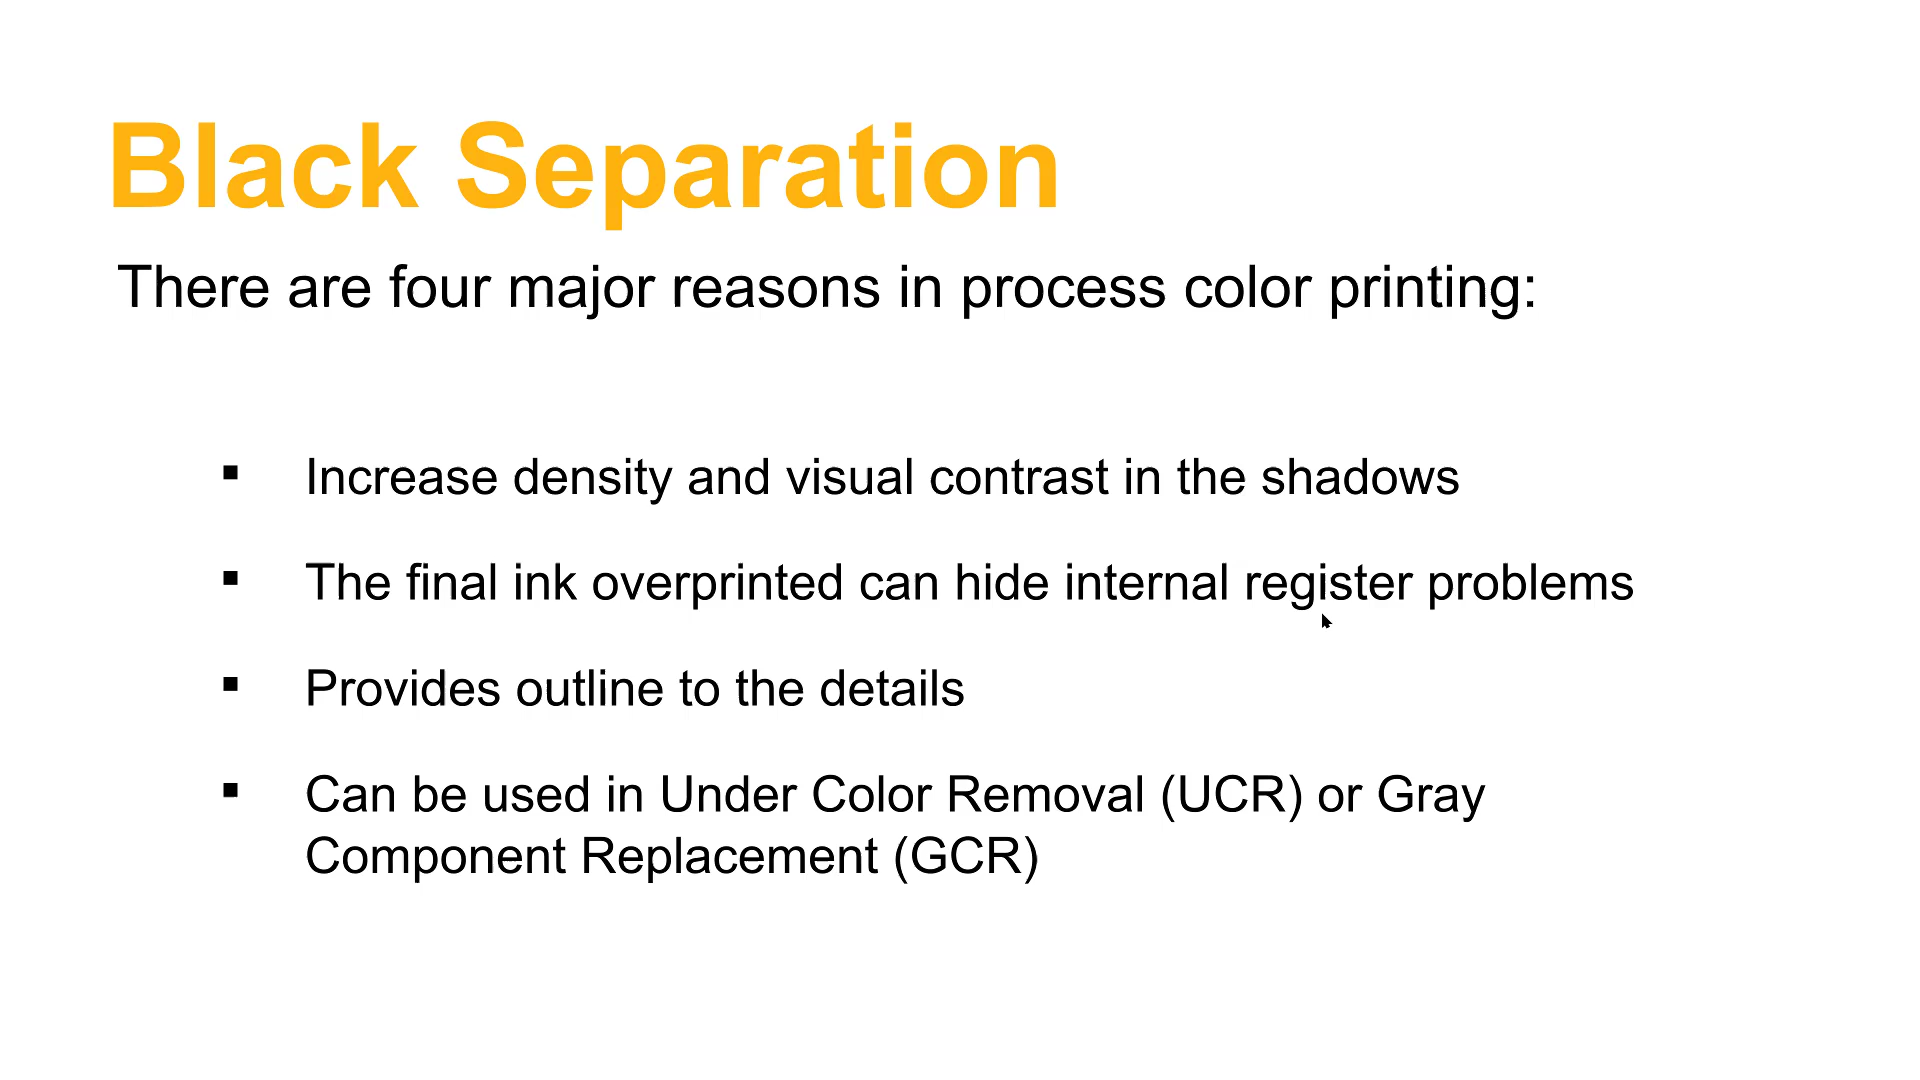 Black Separation
There are four major reasons in process color printing:
▪ Increase density and visual contrast in the shadows
▪ The final ink overprinted can hide internal register problems
▪ Provides outline to the details
▪ Can be used in Under Color Removal (UCR) or Gray
Component Replacement (GCR)